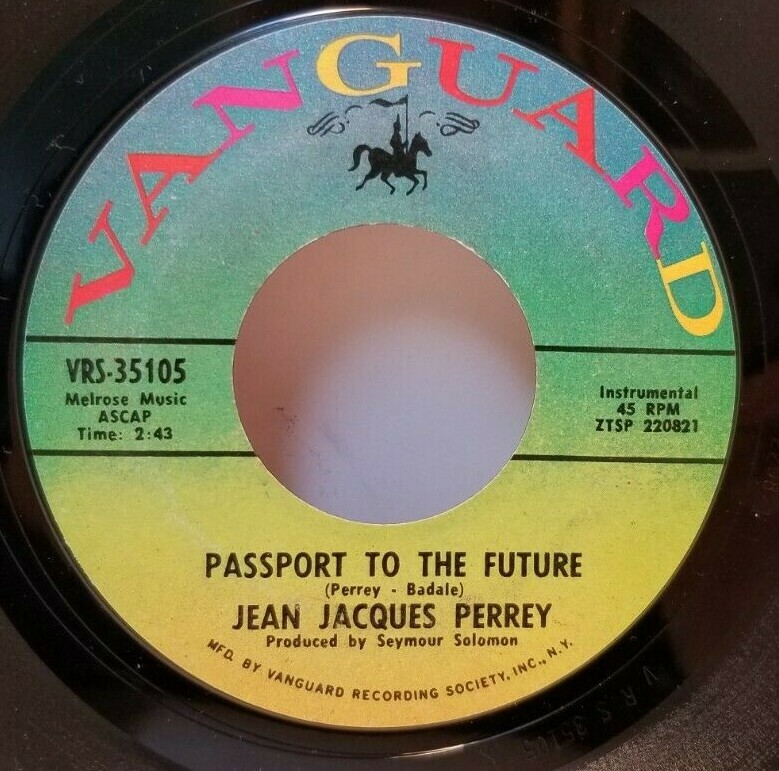 VANGUARD
VRS-35105
Melrose Music
ASCAP
Time: 2:43
Instrumental
45 RPM
ZTSP 220821
PASSPORT TO THE FUTURE
(Perrey - Badale)
JEAN JACQUES PERREY
Produced by Seymour Solomon
MFD. BY VANGUARD RECORDING SOCIETY, INC., N.Y.
V R S 35105